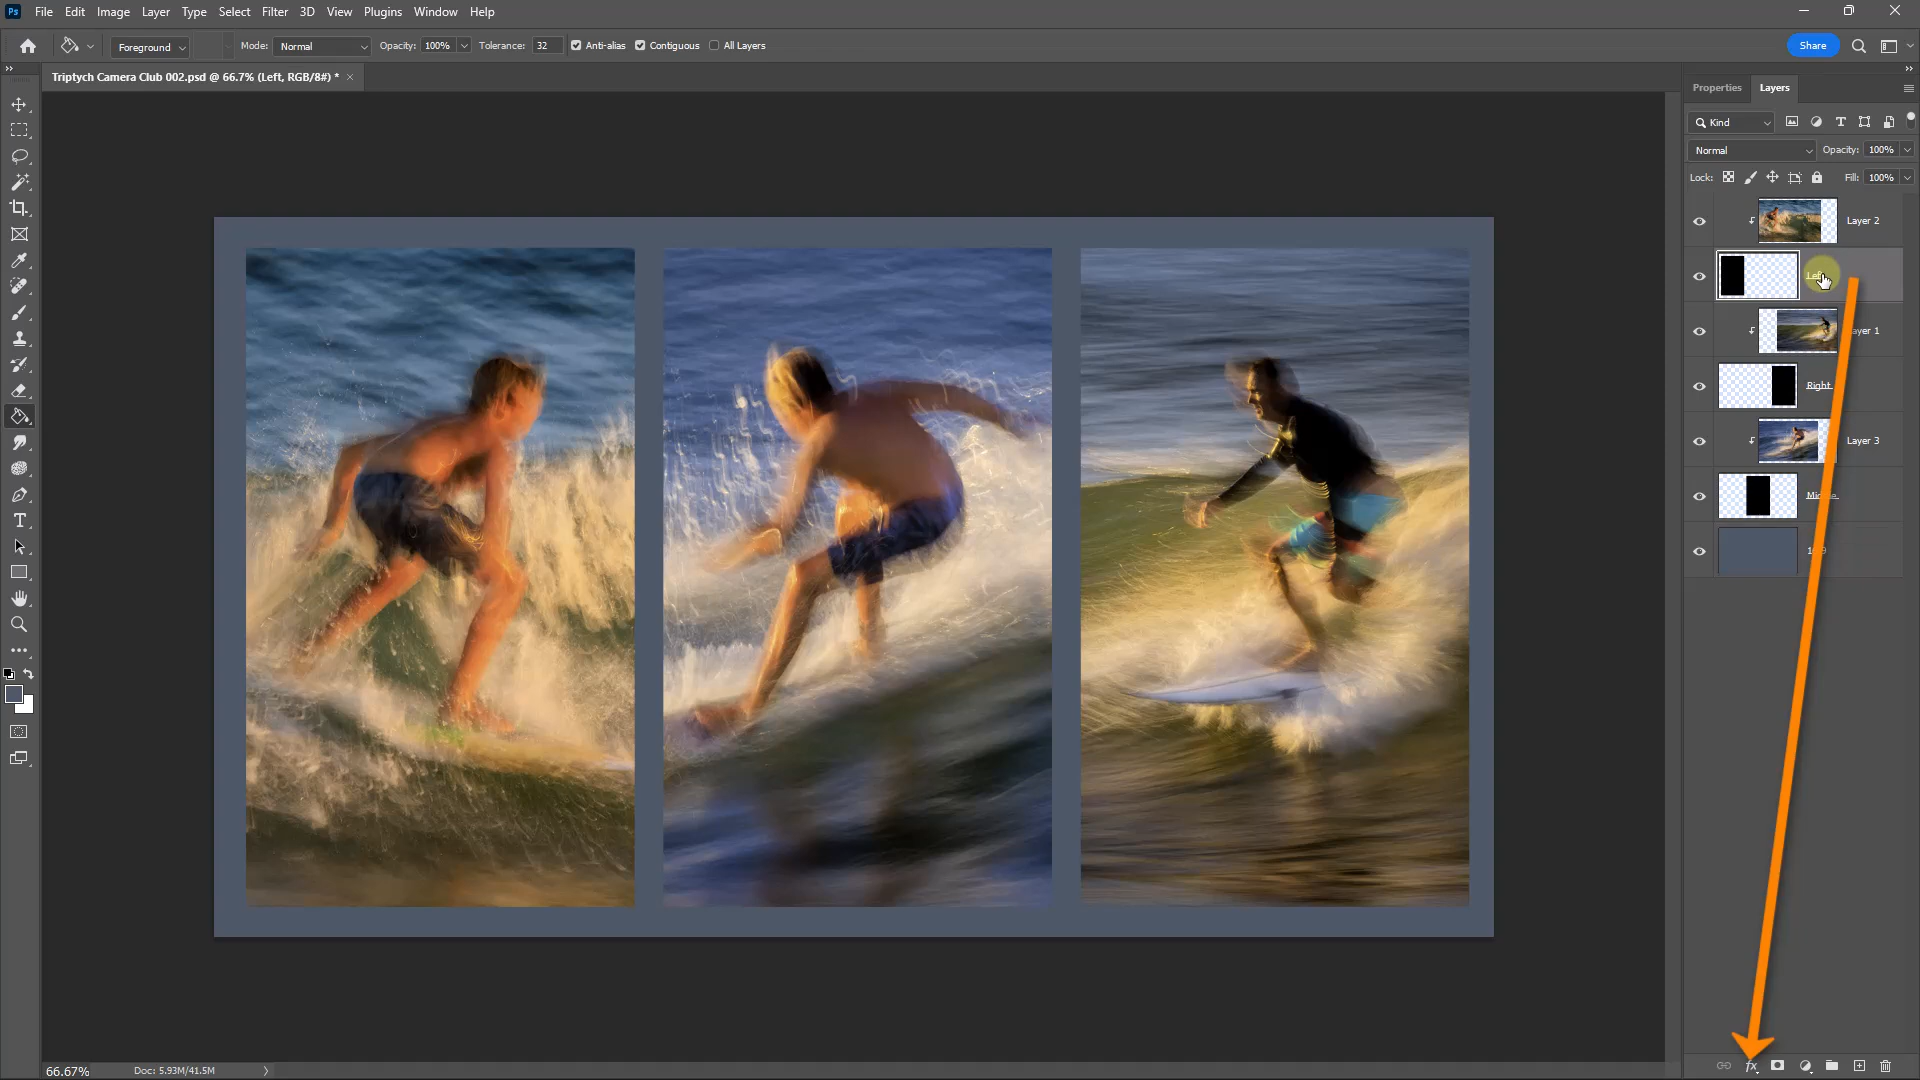 Ps File Edit Image Layer Type Select Filter 3D View Plugins Window Help
Foreground Mode: Normal Opacity: 100% Tolerance: 32 Anti-alias Contiguous All Layers Share
Triptych Camera Club 002.psd @ 66.7% (Left, RGB/8#) * ×
Properties Layers
Kind
Normal Opacity: 100%
Lock: Fill: 100%
Layer 2
Layer 3
Right
66.67% Doc: 5.93M/41.5M
fx